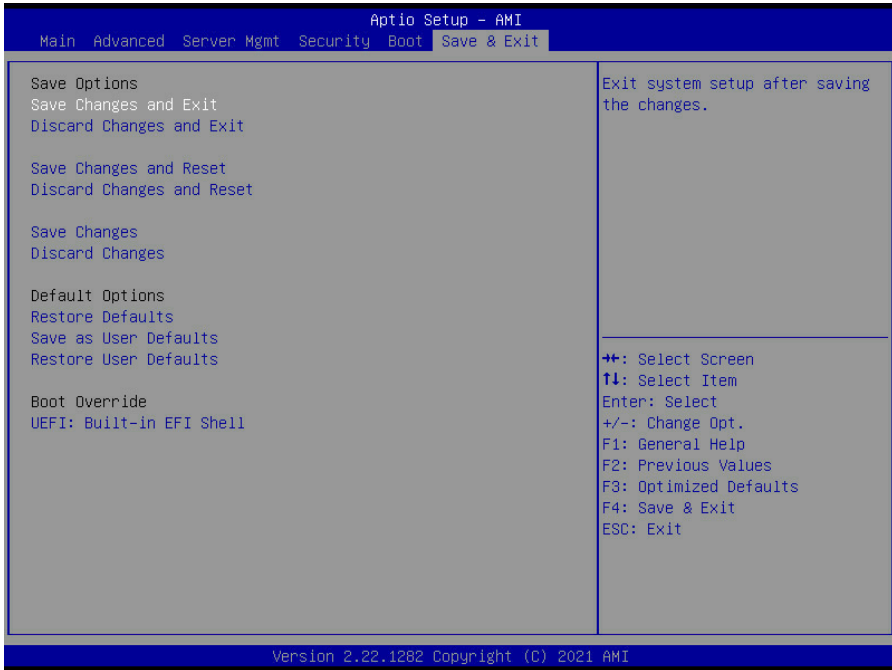 Aptio Setup – AMI
Main Advanced Server Mgmt Security Boot Save & Exit
Save Options
Save Changes and Exit
Discard Changes and Exit
Save Changes and Reset
Discard Changes and Reset
Save Changes
Discard Changes
Default Options
Restore Defaults
Save as User Defaults
Restore User Defaults
Boot Override
UEFI: Built-in EFI Shell
Exit system setup after saving
the changes.
→←: Select Screen
↑↓: Select Item
Enter: Select
+/-: Change Opt.
F1: General Help
F2: Previous Values
F3: Optimized Defaults
F4: Save & Exit
ESC: Exit
Version 2.22.1282 Copyright (C) 2021 AMI